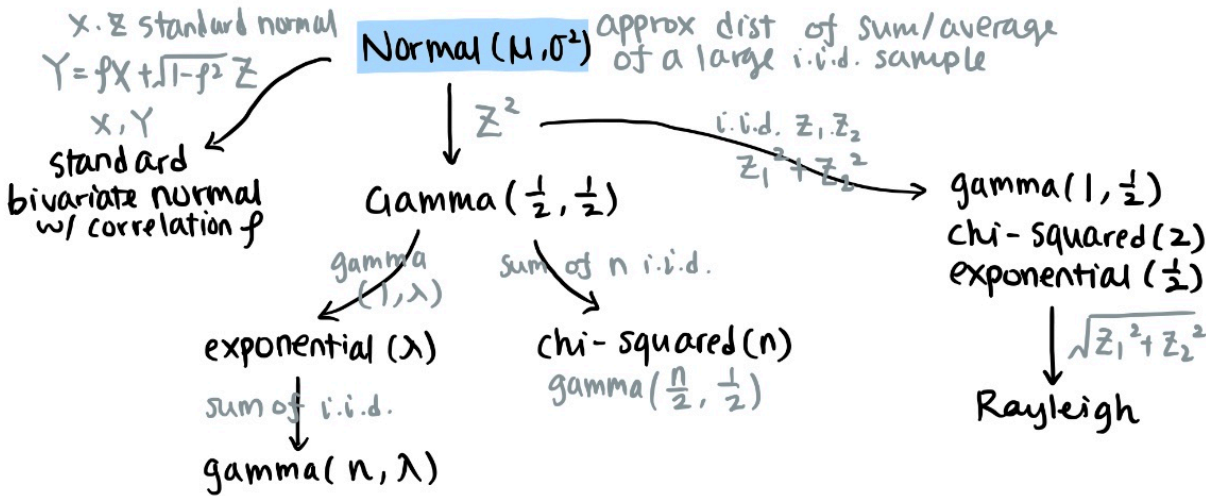 X.Z standard normal
Y=ρX+√1-ρ² Z
X,Y
standard
bivariate normal
w/ correlation ρ
Normal (μ,σ²)
approx dist of sum/average
of a large i.i.d. sample
Z²
i.i.d. Z₁.Z₂
Z₁²+Z₂²
Gamma (1/2, 1/2)
gamma (1, 1/2)
chi-squared (2)
exponential (1/2)
gamma
(1,λ)
sum of n i.i.d.
exponential (λ)
chi-squared (n)
gamma (n/2, 1/2)
√Z₁²+Z₂²
Rayleigh
sum of i.i.d.
gamma( n, λ)